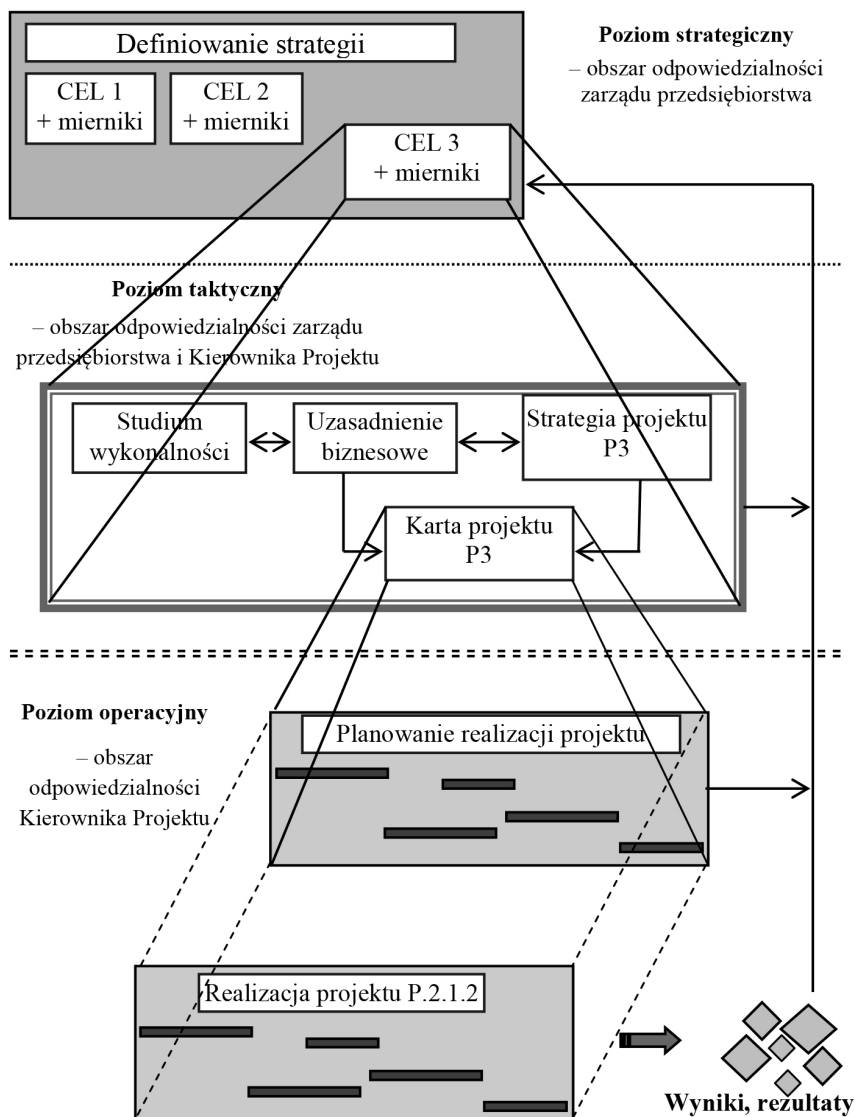 Definiowanie strategii
CEL 1
+ mierniki
CEL 2
+ mierniki
CEL 3
+ mierniki
Poziom strategiczny
– obszar odpowiedzialności
zarządu przedsiębiorstwa
Poziom taktyczny
– obszar odpowiedzialności zarządu
przedsiębiorstwa i Kierownika Projektu
Studium
wykonalności
Uzasadnienie
biznesowe
Strategia projektu
P3
Karta projektu
P3
Poziom operacyjny
– obszar
odpowiedzialności
Kierownika Projektu
Planowanie realizacji projektu
Realizacja projektu P.2.1.2
Wyniki, rezultaty